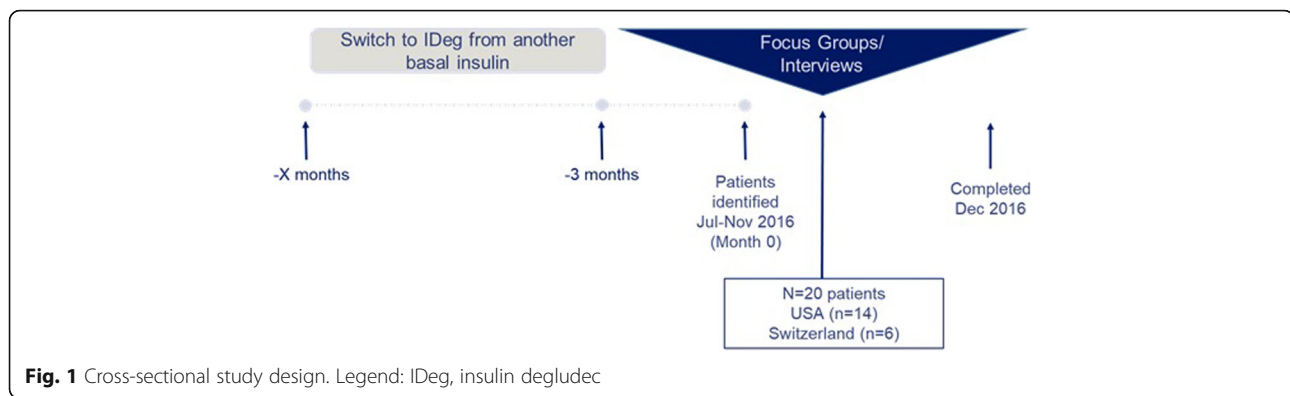 Switch to IDeg from another
basal insulin
Focus Groups/
Interviews
-X months
-3 months
Patients
identified
Jul-Nov 2016
(Month 0)
Completed
Dec 2016
N=20 patients
USA (n=14)
Switzerland (n=6)
Fig. 1 Cross-sectional study design. Legend: IDeg, insulin degludec